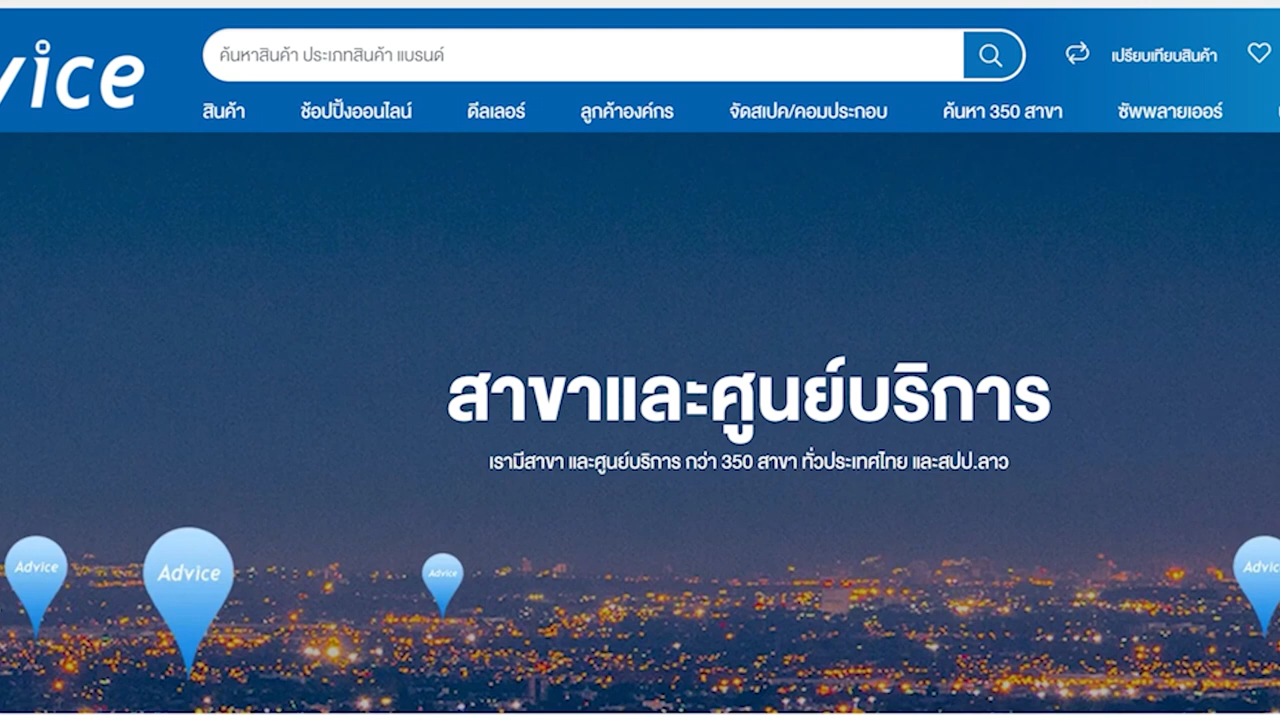 vice
ค้นหาสินค้า ประเภทสินค้า แบรนด์
เปรียบเทียบสินค้า
สินค้า ช้อปปิ้งออนไลน์ ดีลเลอร์ ลูกค้าองค์กร จัดสเปค/คอมประกอบ ค้นหา 350 สาขา ซัพพลายเออร์
สาขาและศูนย์บริการ
เรามีสาขา และศูนย์บริการ กว่า 350 สาขา ทั่วประเทศไทย และสปป.ลาว
Advice
Advice
Advice
Advic